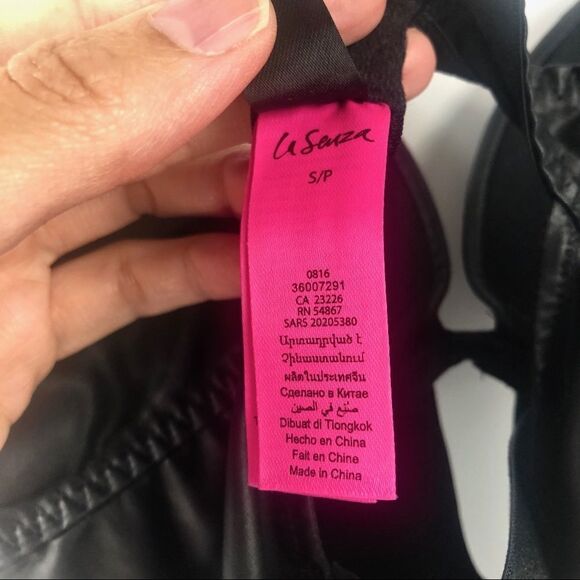 La Senza
S/P
0816
36007291
CA 23226
RN 54867
SARS 20205380
Արտադրված է
Չինաստանում
ผลิตในประเทศจีน
Сделано в Китае
صُنِع في الصين
Dibuat di Tiongkok
Hecho en China
Fait en China
Made in China